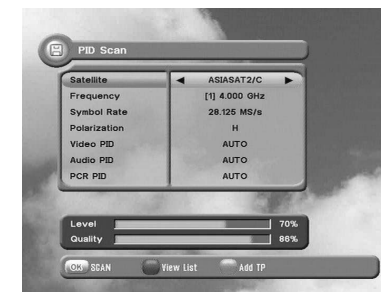 PID Scan
Satellite ◀ ASIASAT2/C ▶
Frequency [1] 4.000 GHz
Symbol Rate 28.125 MS/s
Polarization H
Video PID AUTO
Audio PID AUTO
PCR PID AUTO
Level 70%
Quality 86%
OK SCAN View List Add TP